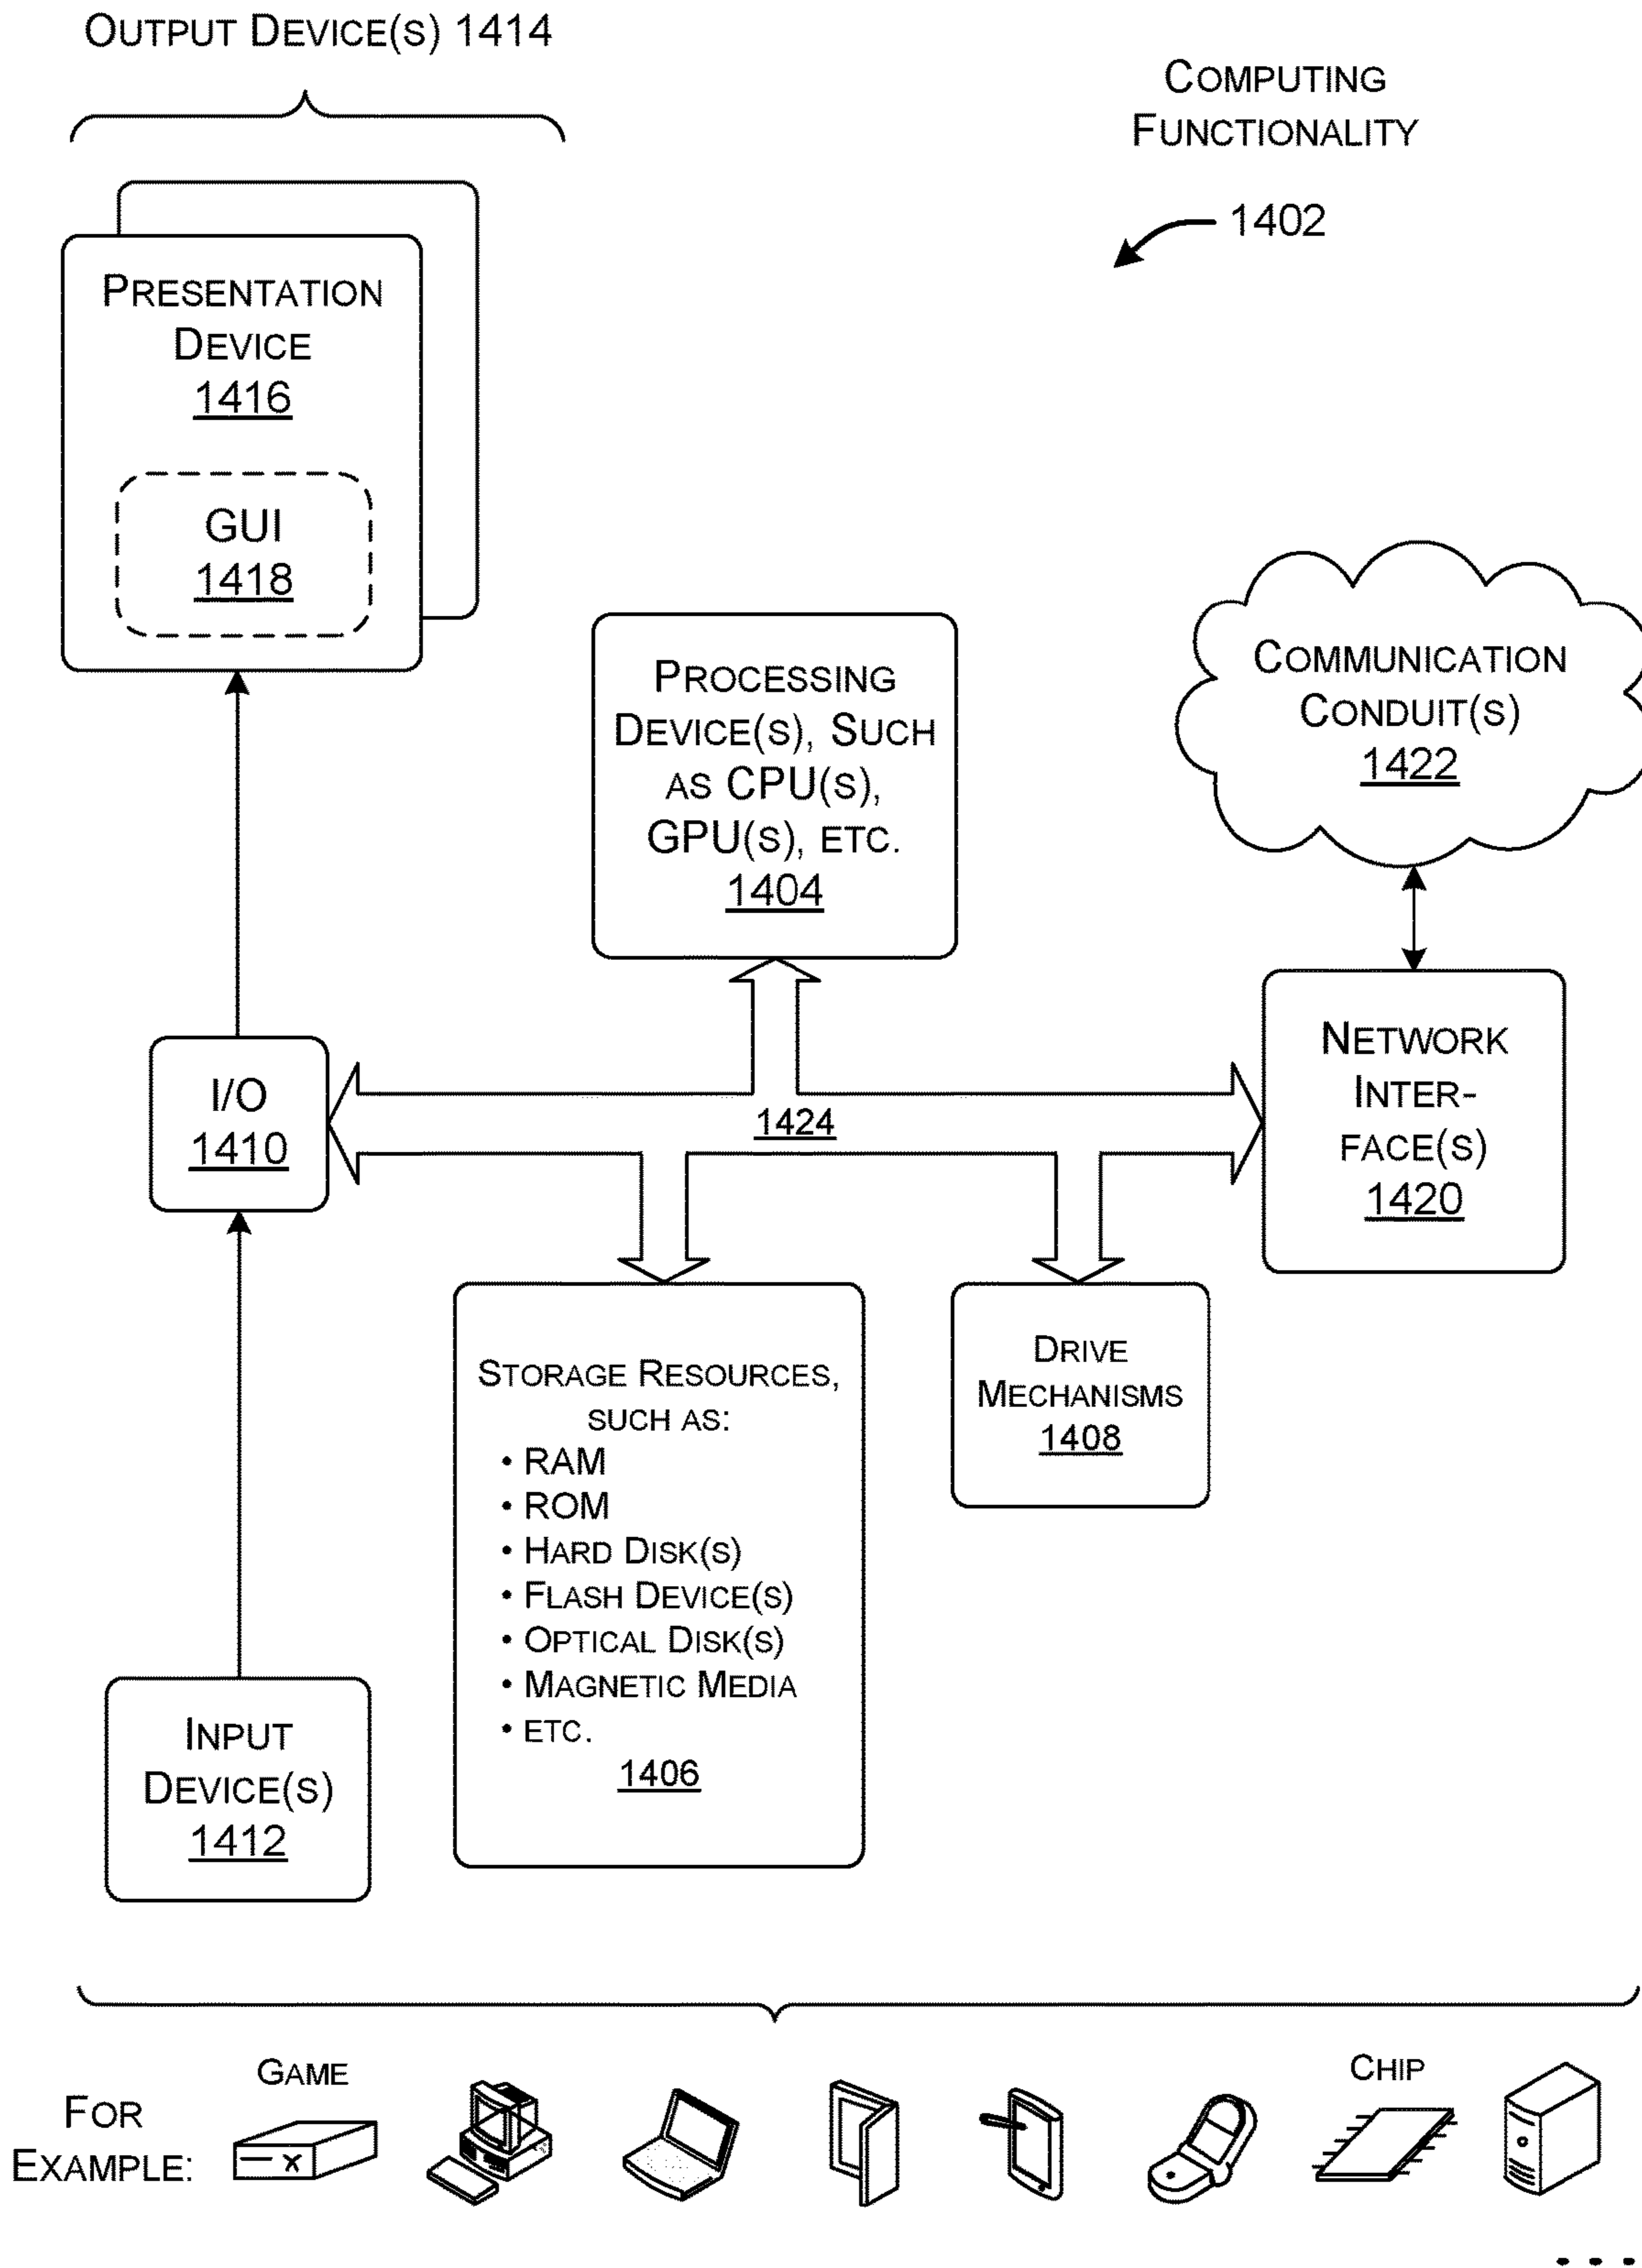 OUTPUT DEVICE(S) 1414
COMPUTING
FUNCTIONALITY
1402
PRESENTATION
DEVICE
1416
GUI
1418
PROCESSING
DEVICE(S), SUCH
AS CPU(S),
GPU(S), ETC.
1404
COMMUNICATION
CONDUIT(S)
1422
I/O
1410
1424
NETWORK
INTER-
FACE(S)
1420
STORAGE RESOURCES,
SUCH AS:
• RAM
• ROM
• HARD DISK(S)
• FLASH DEVICE(S)
• OPTICAL DISK(S)
• MAGNETIC MEDIA
• ETC.
1406
DRIVE
MECHANISMS
1408
INPUT
DEVICE(S)
1412
FOR
EXAMPLE:
GAME
X
CHIP
. . .